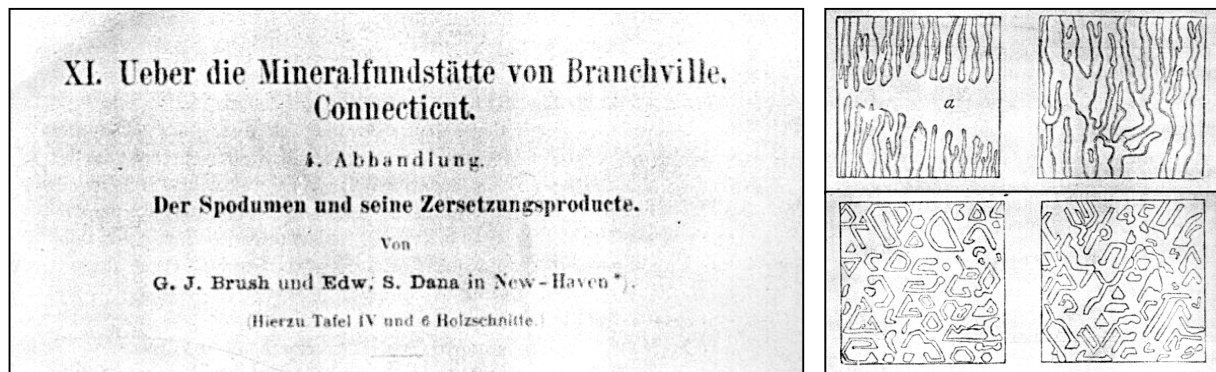 XI. Ueber die Mineralfundstätte von Branchville,
Connecticut.
4. Abhandlung.
Der Spodumen und seine Zersetzungsproducte.
Von
G. J. Brush und Edw. S. Dana in New-Haven*).
(Hierzu Tafel IV und 6 Holzschnitte.)
a